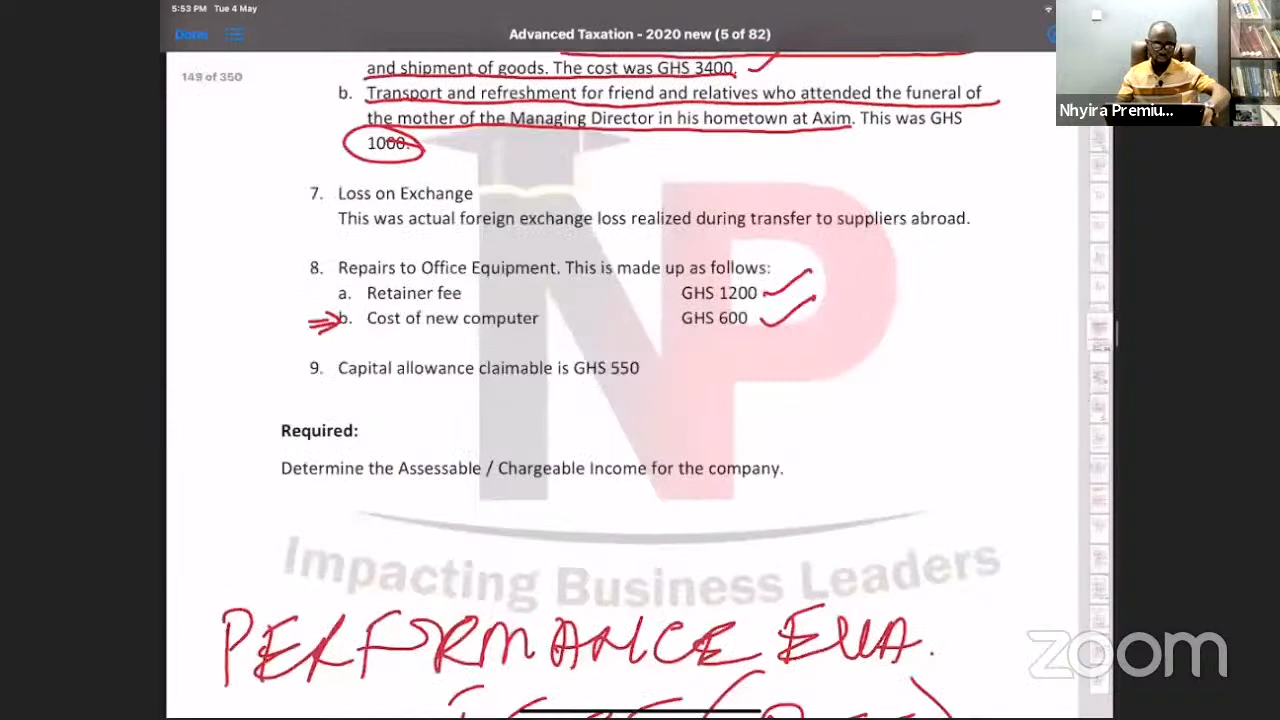 5:53 PM Tue 4 May
Done
Advanced Taxation - 2020 new (5 of 82)
149 of 350
and shipment of goods. The cost was GHS 3400.
b. Transport and refreshment for friend and relatives who attended the funeral of
the mother of the Managing Director in his hometown at Axim. This was GHS
1000.
Nhyira Premiu...
7. Loss on Exchange
This was actual foreign exchange loss realized during transfer to suppliers abroad.
8. Repairs to Office Equipment. This is made up as follows:
a. Retainer fee GHS 1200
b. Cost of new computer GHS 600
9. Capital allowance claimable is GHS 550
Required:
Determine the Assessable / Chargeable Income for the company.
NP
Impacting Business Leaders
PERFORMANCE
zoom